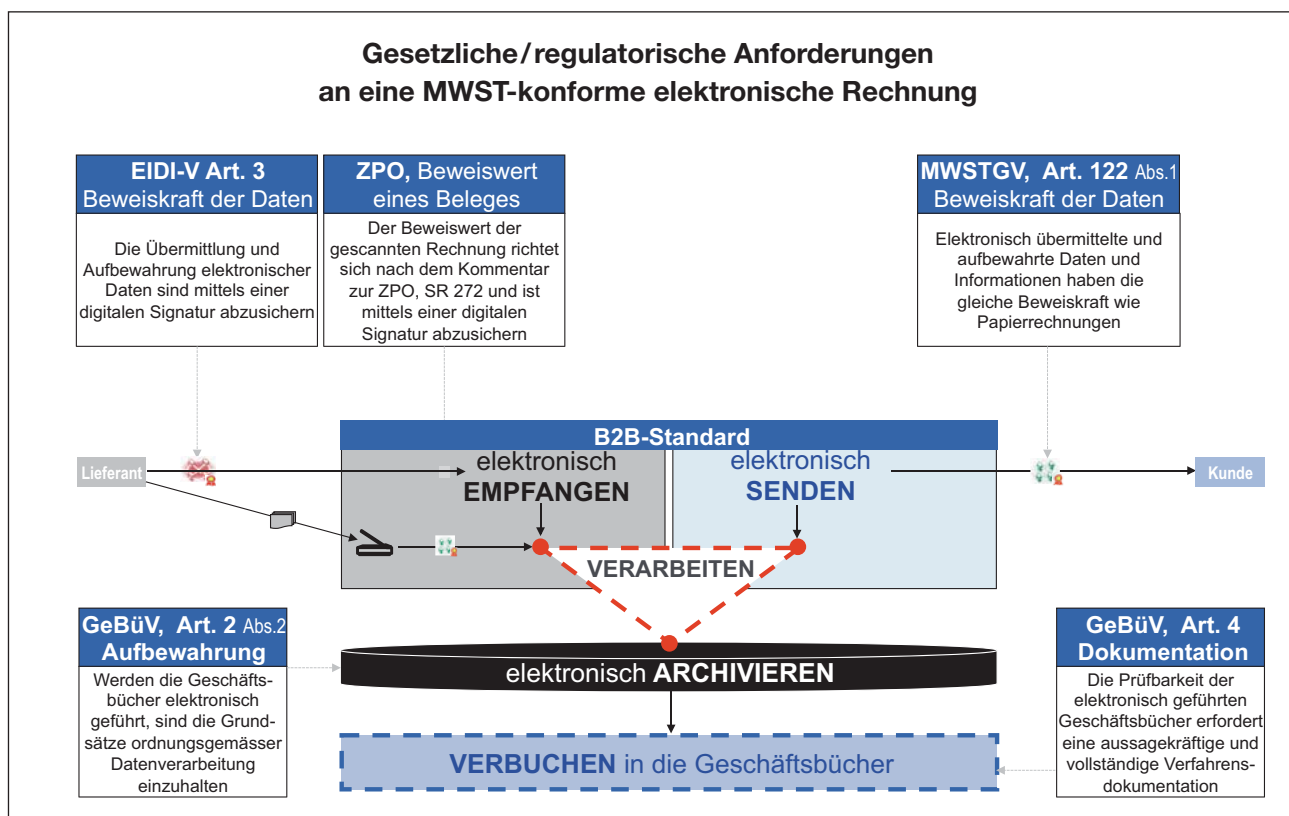 Gesetzliche/regulatorische Anforderungen
an eine MWST-konforme elektronische Rechnung
EIDI-V Art. 3
Beweiskraft der Daten
Die Übermittlung und
Aufbewahrung elektronischer
Daten sind mittels einer
digitalen Signatur abzusichern
ZPO, Beweiswert
eines Beleges
Der Beweiswert der
gescannten Rechnung richtet
sich nach dem Kommentar
zur ZPO, SR 272 und ist
mittels einer digitalen
Signatur abzusichern
MWSTGV, Art. 122 Abs.1
Beweiskraft der Daten
Elektronisch übermittelte und
aufbewahrte Daten und
Informationen haben die
gleiche Beweiskraft wie
Papierrechnungen
B2B-Standard
Lieferant
elektronisch
EMPFANGEN
elektronisch
SENDEN
Kunde
VERARBEITEN
GeBüV, Art. 2 Abs.2
Aufbewahrung
Werden die Geschäfts-
bücher elektronisch
geführt, sind die Grund-
sätze ordnungsgemässer
Datenverarbeitung
einzuhalten
elektronisch ARCHIVIEREN
VERBUCHEN in die Geschäftsbücher
GeBüV, Art. 4
Dokumentation
Die Prüfbarkeit der
elektronisch geführten
Geschäftsbücher erfordert
eine aussagekräftige und
vollständige Verfahrens-
dokumentation